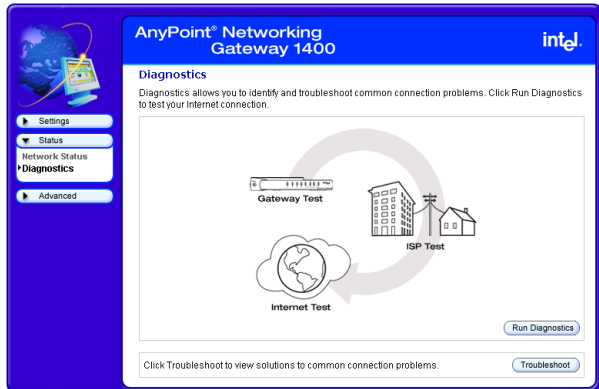 AnyPoint® Networking
Gateway 1400
intel.
Settings
Status
Network Status
Diagnostics
Advanced
Diagnostics
Diagnostics allows you to identify and troubleshoot common connection problems. Click Run Diagnostics
to test your Internet connection.
Gateway Test
ISP Test
Internet Test
Run Diagnostics
Click Troubleshoot to view solutions to common connection problems.
Troubleshoot